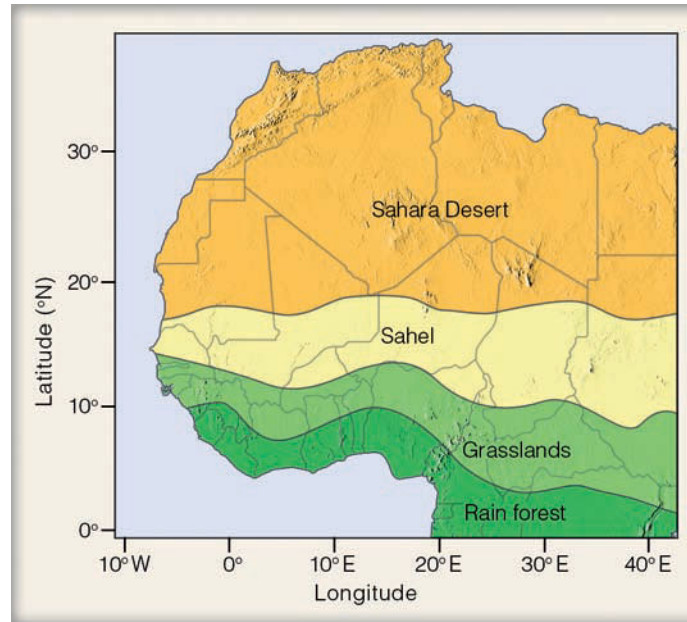 30°
20°
10°
0°
Latitude (°N)
Sahara Desert
Sahel
Grasslands
Rain forest
10°W
0°
10°E
20°E
30°E
40°E
Longitude